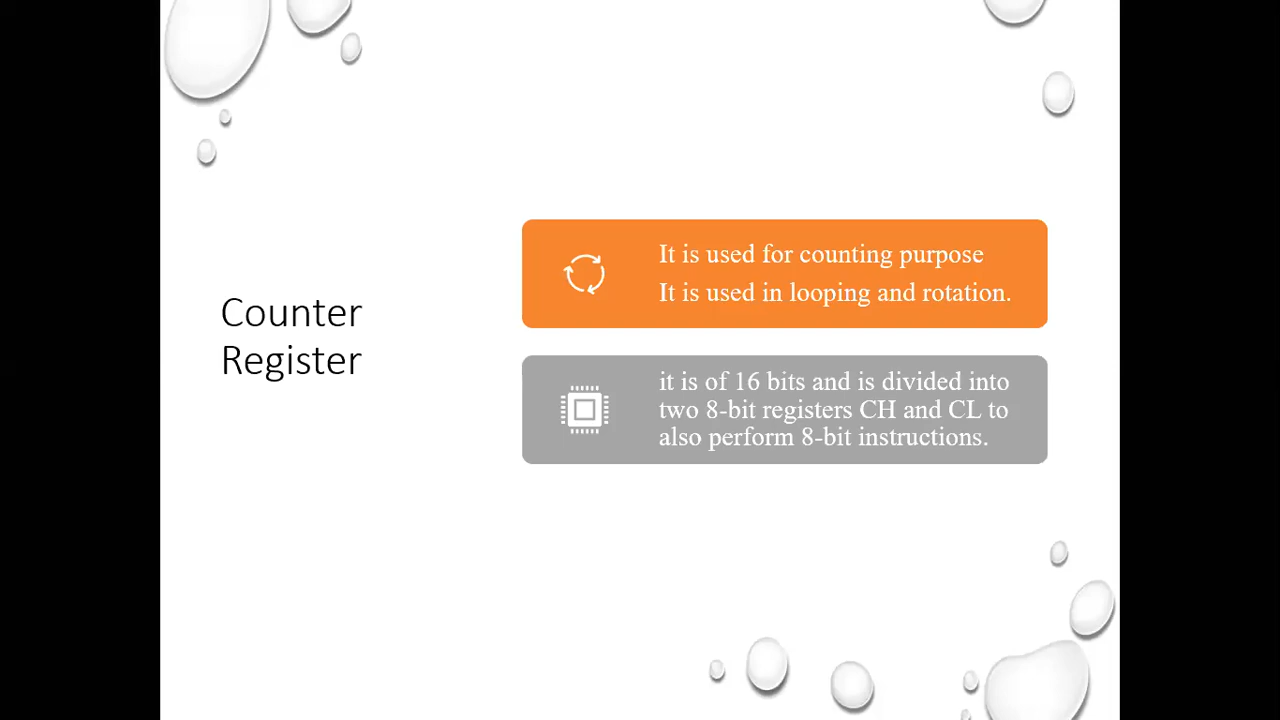 Counter
Register
It is used for counting purpose
It is used in looping and rotation.
it is of 16 bits and is divided into
two 8-bit registers CH and CL to
also perform 8-bit instructions.